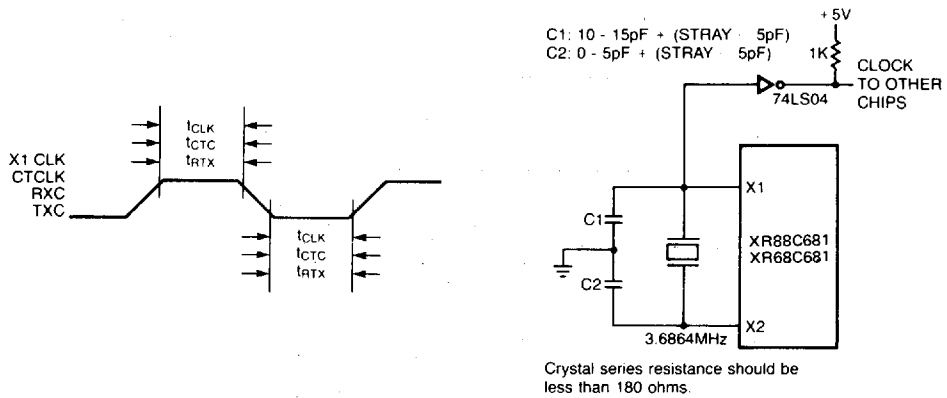 C1: 10 - 15pF + (STRAY 5pF)
C2: 0 - 5pF + (STRAY 5pF)
+ 5V
1K
CLOCK
TO OTHER
CHIPS
74LS04
tCLK
tCTC
tRTX
X1 CLK
CTCLK
RXC
TXC
tCLK
tCTC
tRTX
C1
C2
X1
XR88C681
XR68C681
X2
3.6864MHz
Crystal series resistance should be
less than 180 ohms.